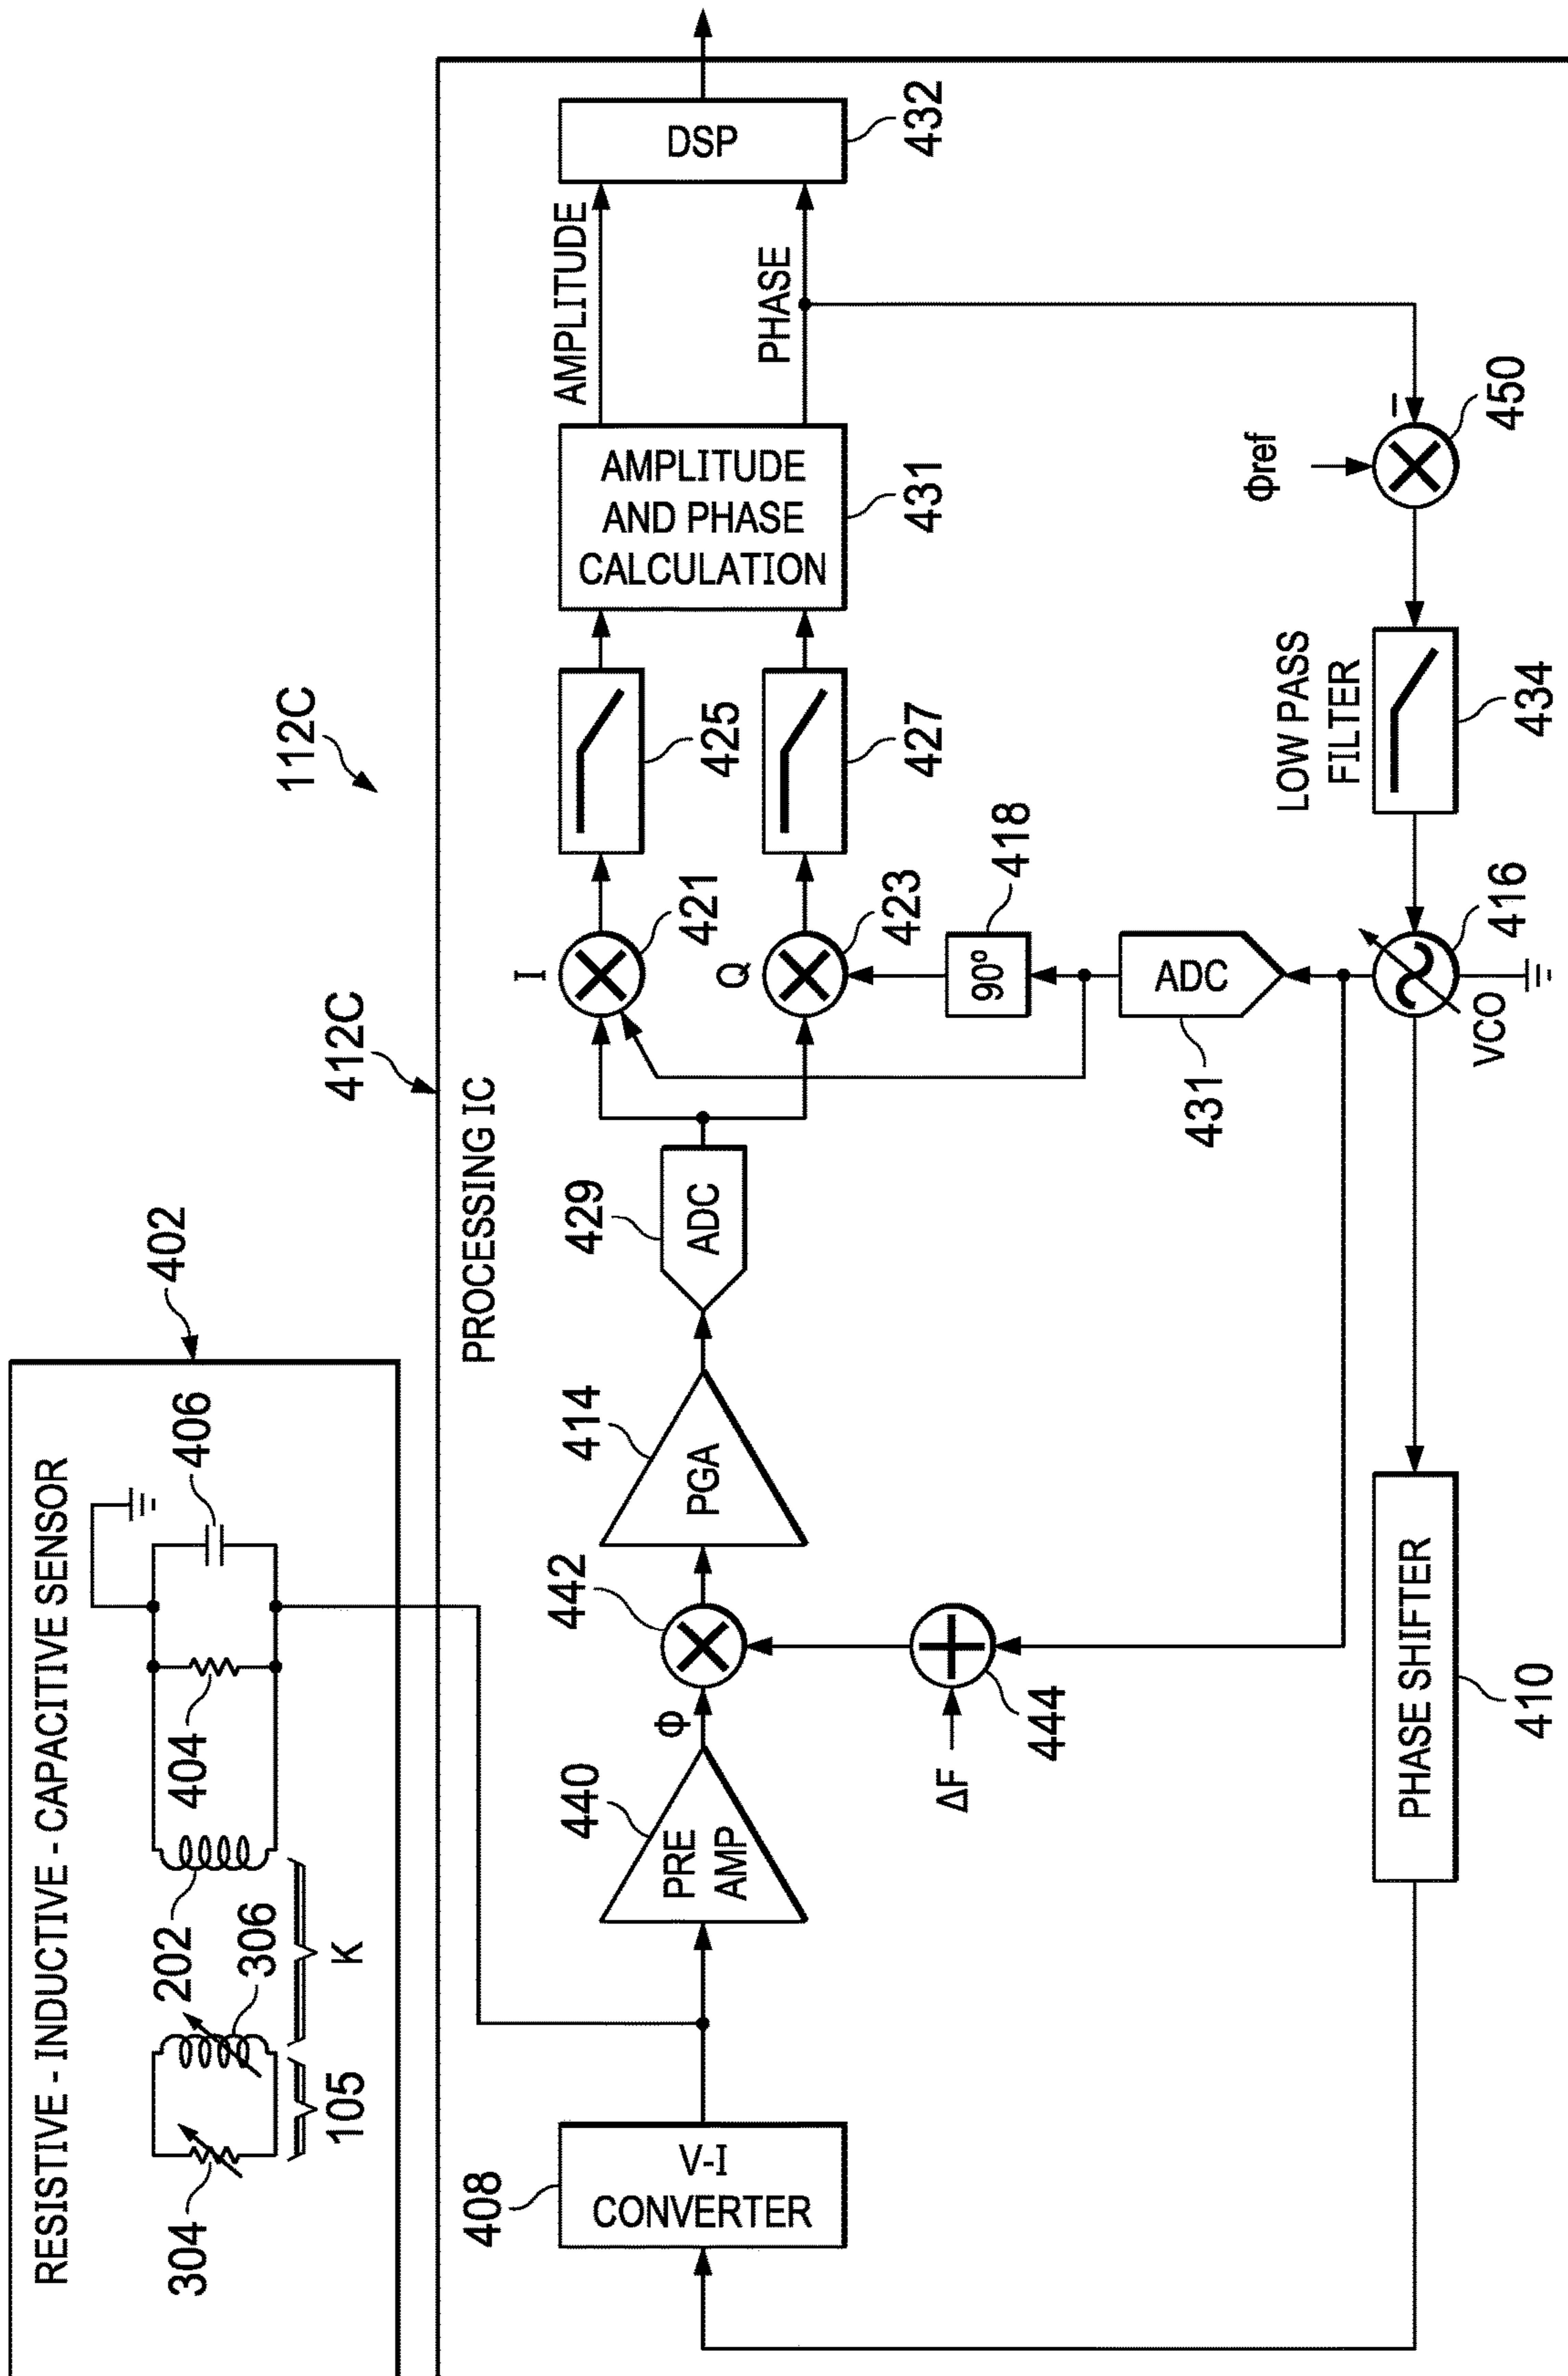 RESISTIVE - INDUCTIVE - CAPACITIVE SENSOR
402
304
105
306
202
K
404
406
112C
412C
PROCESSING IC
408
V-I
CONVERTER
440
PRE
AMP
Φ
442
ΔF
444
414
PGA
429
ADC
I
421
Q
423
90º
418
ADC
431
425
427
AMPLITUDE
AND PHASE
CALCULATION
431
AMPLITUDE
PHASE
DSP
432
Φref
–
450
LOW PASS
FILTER
434
VCO
416
PHASE SHIFTER
410